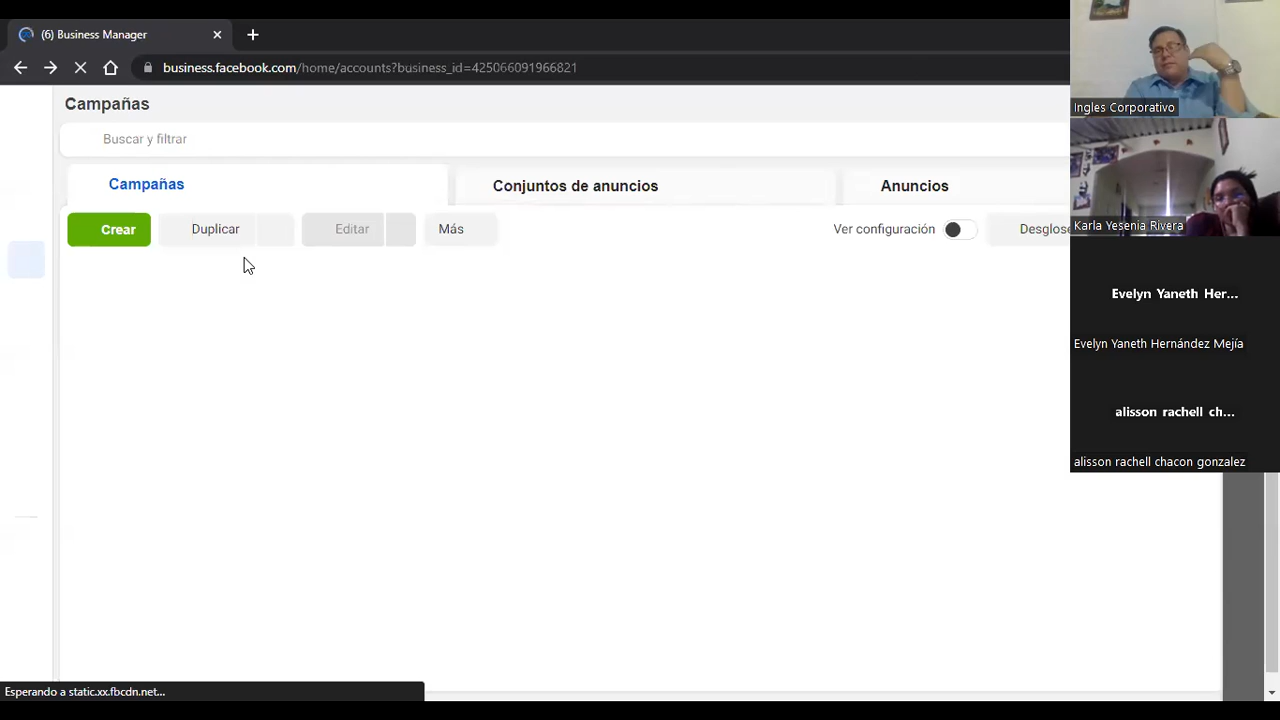 (6) Business Manager
business.facebook.com/home/accounts?business_id=425066091966821
Campañas
Buscar y filtrar
Campañas
Conjuntos de anuncios
Anuncios
Crear
Duplicar
Editar
Más
Ver configuración
Desglose
Esperando a static.xx.fbcdn.net...
Ingles Corporativo
Karla Yesenia Rivera
Evelyn Yaneth Her...
Evelyn Yaneth Hernández Mejía
alisson rachell ch...
alisson rachell chacon gonzalez